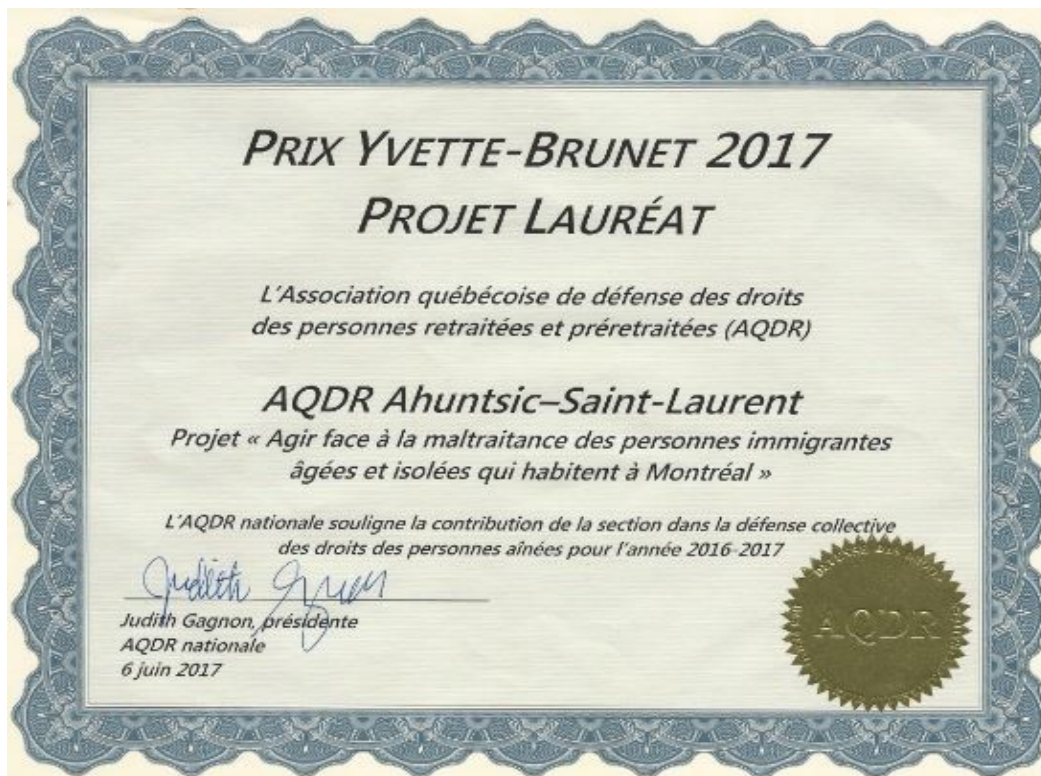 PRIX YVETTE-BRUNET 2017
PROJET LAURÉAT
L'Association québécoise de défense des droits
des personnes retraitées et préretraitées (AQDR)
AQDR Ahuntsic–Saint-Laurent
Projet « Agir face à la maltraitance des personnes immigrantes
âgées et isolées qui habitent à Montréal »
L'AQDR nationale souligne la contribution de la section dans la défense collective
des droits des personnes aînées pour l'année 2016-2017
Judith Gagnon, présidente
AQDR nationale
6 juin 2017
AQDR